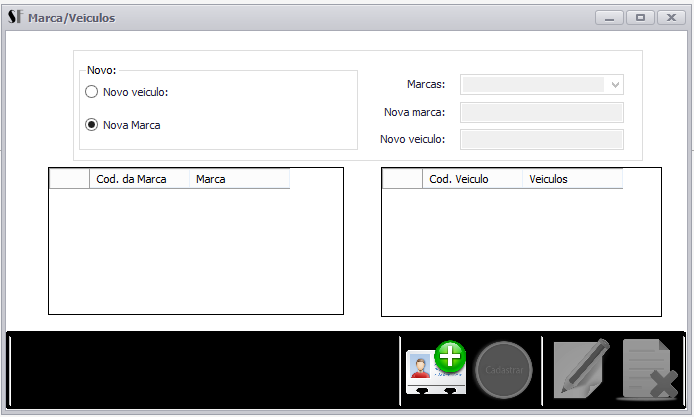 SF Marca/Veiculos
Novo:
Novo veiculo:
Nova Marca
Marcas:
Nova marca:
Novo veiculo:
Cod. da Marca Marca
Cod. Veiculo Veiculos
Cadastrar